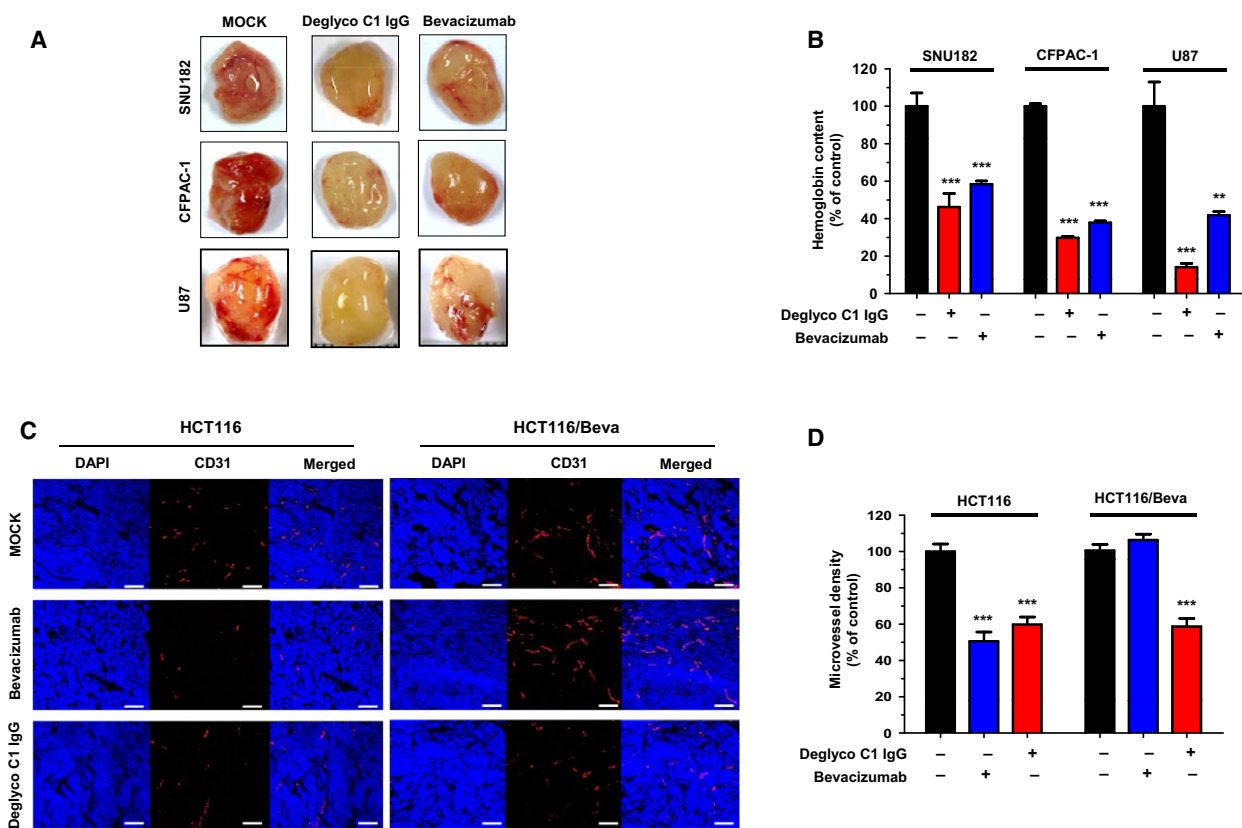 A
MOCK Deglyco C1 IgG Bevacizumab
SNU182
CFPAC-1
U87
B
SNU182 CFPAC-1 U87
Hemoglobin content
(% of control)
120
100
80
60
40
20
0
*** *** *** *** *** **
Deglyco C1 IgG – + – – + – – + –
Bevacizumab – – + – – + – – +
C
HCT116 HCT116/Beva
DAPI CD31 Merged DAPI CD31 Merged
MOCK
Bevacizumab
Deglyco C1 IgG
D
HCT116 HCT116/Beva
Microvessel density
(% of control)
120
100
80
60
40
20
0
*** *** ***
Deglyco C1 IgG – – + – – +
Bevacizumab – + – – + –